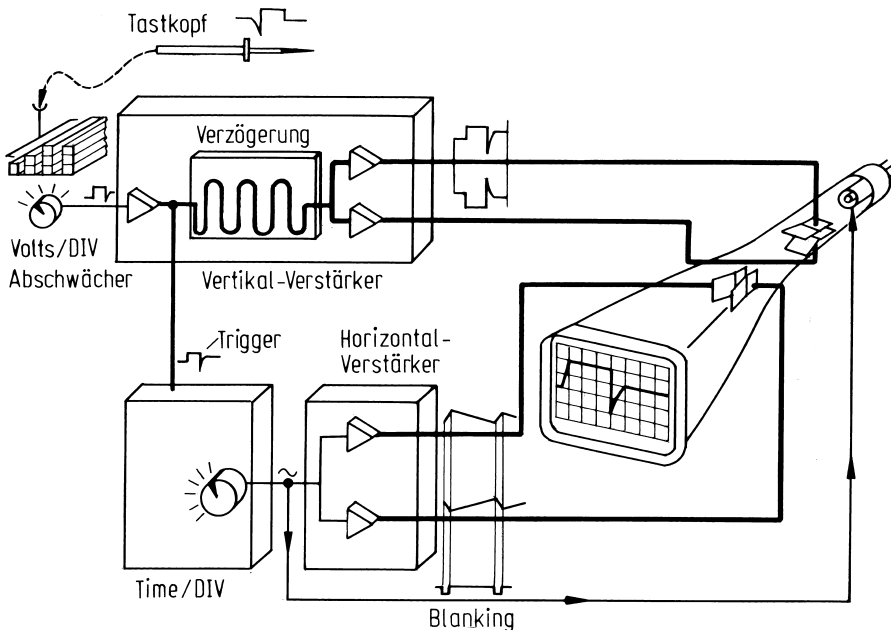 Tastkopf
Verzögerung
Volts/DIV
Abschwächer
Vertikal-Verstärker
Trigger
Horizontal-
Verstärker
~
Time/DIV
Blanking